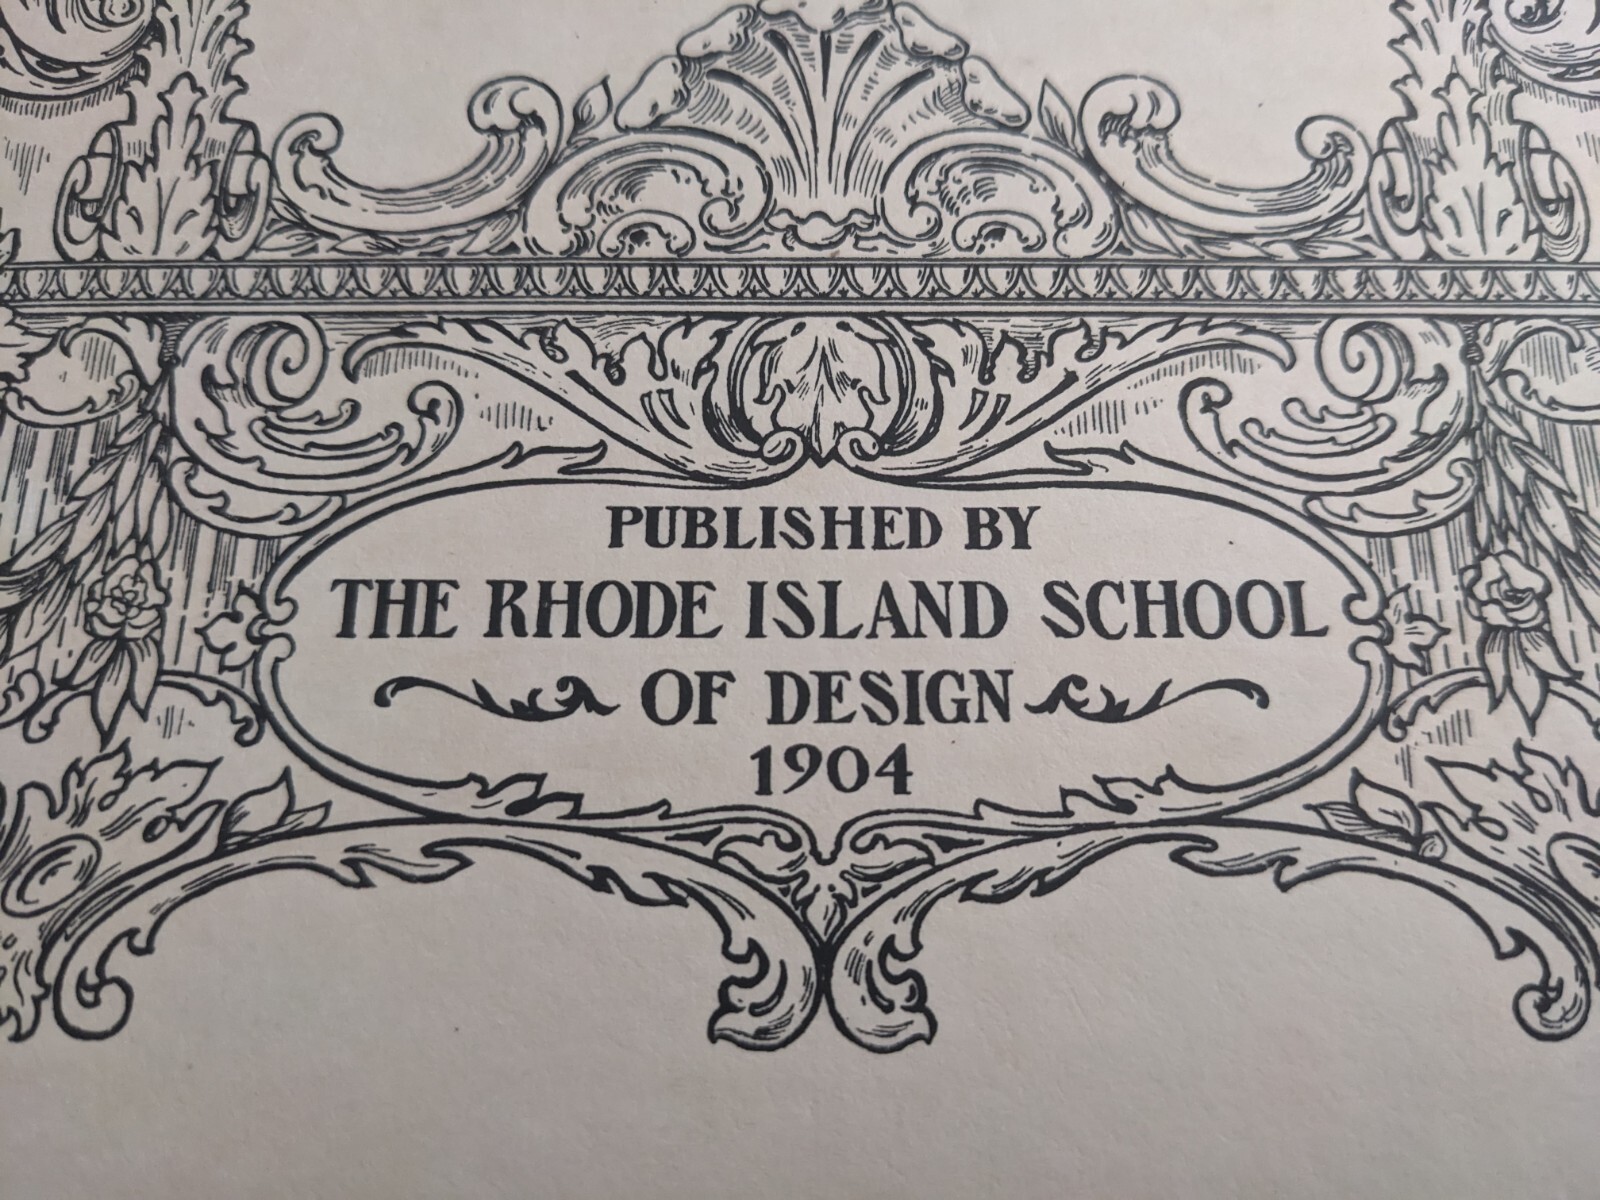 PUBLISHED BY
THE RHODE ISLAND SCHOOL
OF DESIGN
1904